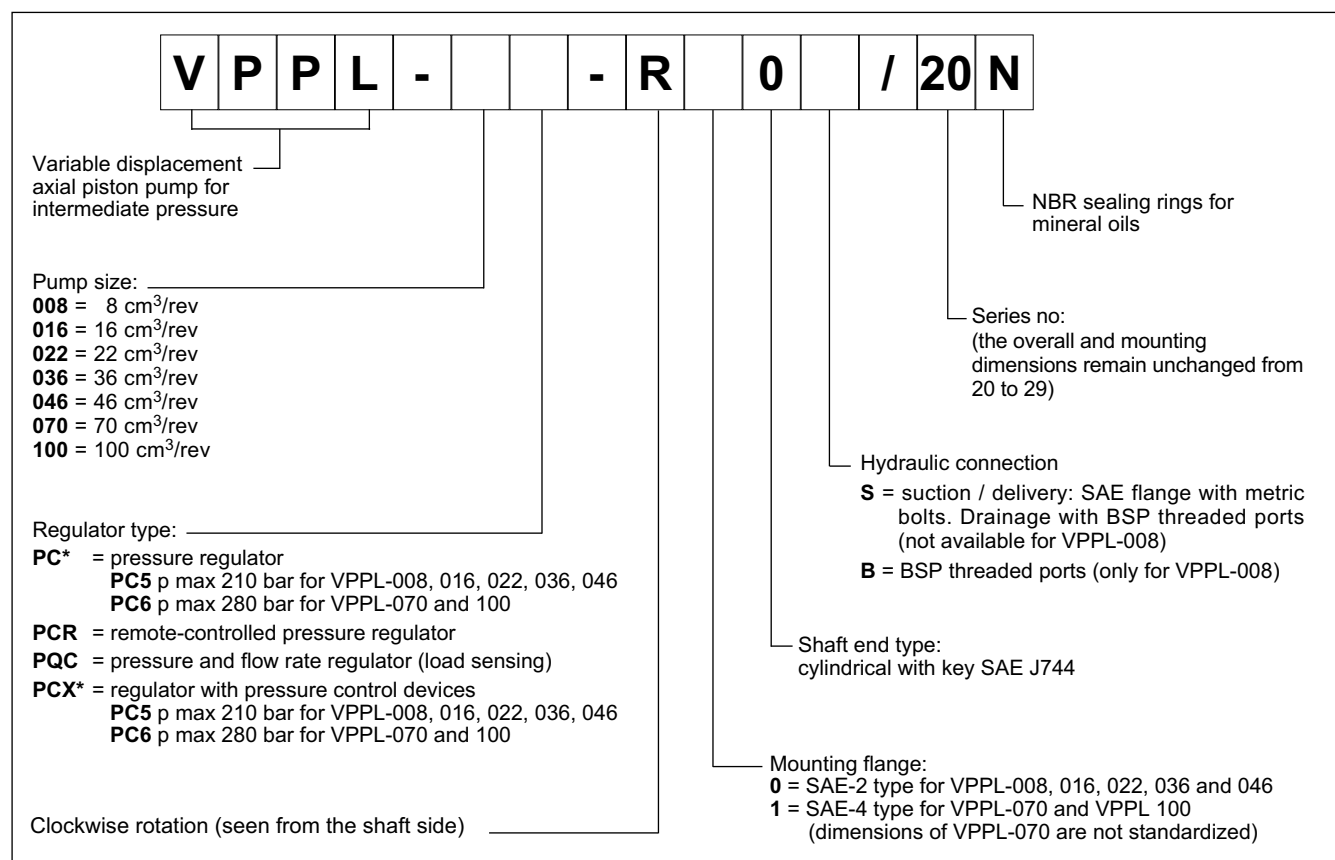 V P P L - - R 0 / 20 N
Variable displacement
axial piston pump for
intermediate pressure
NBR sealing rings for
mineral oils
Pump size:
008 = 8 cm³/rev
016 = 16 cm³/rev
022 = 22 cm³/rev
036 = 36 cm³/rev
046 = 46 cm³/rev
070 = 70 cm³/rev
100 = 100 cm³/rev
Series no:
(the overall and mounting
dimensions remain unchanged from
20 to 29)
Hydraulic connection
S = suction / delivery: SAE flange with metric
bolts. Drainage with BSP threaded ports
(not available for VPPL-008)
B = BSP threaded ports (only for VPPL-008)
Regulator type:
PC* = pressure regulator
PC5 p max 210 bar for VPPL-008, 016, 022, 036, 046
PC6 p max 280 bar for VPPL-070 and 100
PCR = remote-controlled pressure regulator
PQC = pressure and flow rate regulator (load sensing)
PCX* = regulator with pressure control devices
PC5 p max 210 bar for VPPL-008, 016, 022, 036, 046
PC6 p max 280 bar for VPPL-070 and 100
Shaft end type:
cylindrical with key SAE J744
Mounting flange:
0 = SAE-2 type for VPPL-008, 016, 022, 036 and 046
1 = SAE-4 type for VPPL-070 and VPPL 100
(dimensions of VPPL-070 are not standardized)
Clockwise rotation (seen from the shaft side)